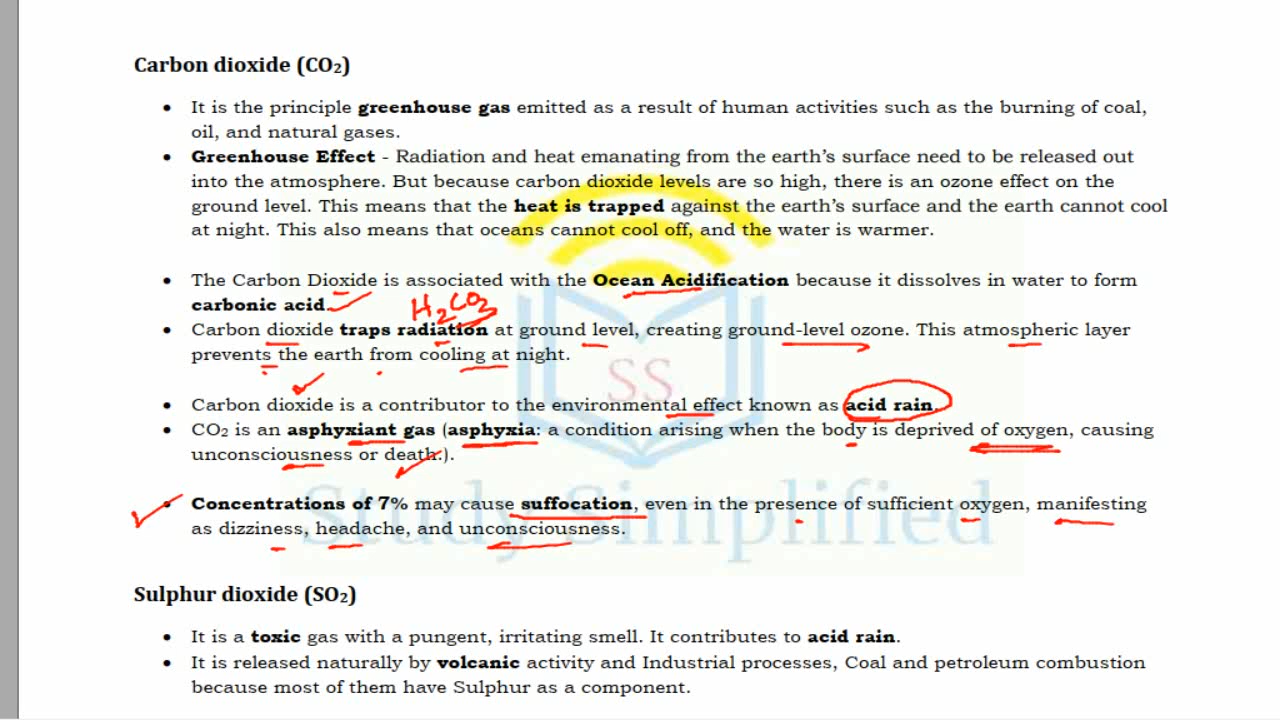 Carbon dioxide (CO₂)
• It is the principle greenhouse gas emitted as a result of human activities such as the burning of coal,
oil, and natural gases.
• Greenhouse Effect - Radiation and heat emanating from the earth's surface need to be released out
into the atmosphere. But because carbon dioxide levels are so high, there is an ozone effect on the
ground level. This means that the heat is trapped against the earth's surface and the earth cannot cool
at night. This also means that oceans cannot cool off, and the water is warmer.
• The Carbon Dioxide is associated with the Ocean Acidification because it dissolves in water to form
carbonic acid.
H₂CO₃
• Carbon dioxide traps radiation at ground level, creating ground-level ozone. This atmospheric layer
prevents the earth from cooling at night.
SS
• Carbon dioxide is a contributor to the environmental effect known as acid rain.
• CO₂ is an asphyxiant gas (asphyxia: a condition arising when the body is deprived of oxygen, causing
unconsciousness or death.).
• Concentrations of 7% may cause suffocation, even in the presence of sufficient oxygen, manifesting
as dizziness, headache, and unconsciousness.
Study Simplified
Sulphur dioxide (SO₂)
• It is a toxic gas with a pungent, irritating smell. It contributes to acid rain.
• It is released naturally by volcanic activity and Industrial processes, Coal and petroleum combustion
because most of them have Sulphur as a component.